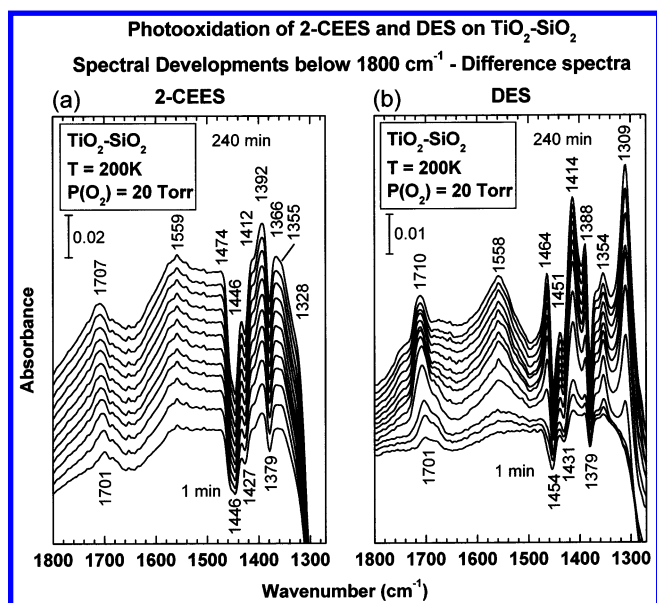 Photooxidation of 2-CEES and DES on TiO₂-SiO₂
Spectral Developments below 1800 cm⁻¹ - Difference spectra
(a)
2-CEES
TiO₂-SiO₂
T = 200K
P(O₂) = 20 Torr
240 min
0.02
1707
1559
1474
1446
1412
1392
1366
1355
1328
1701
1 min
1446
1427
1379
(b)
DES
TiO₂-SiO₂
T = 200K
P(O₂) = 20 Torr
240 min
0.01
1710
1558
1464
1451
1414
1388
1354
1309
1701
1 min
1454
1431
1379
Absorbance
1800 1700 1600 1500 1400 1300
1800 1700 1600 1500 1400 1300
Wavenumber (cm⁻¹)